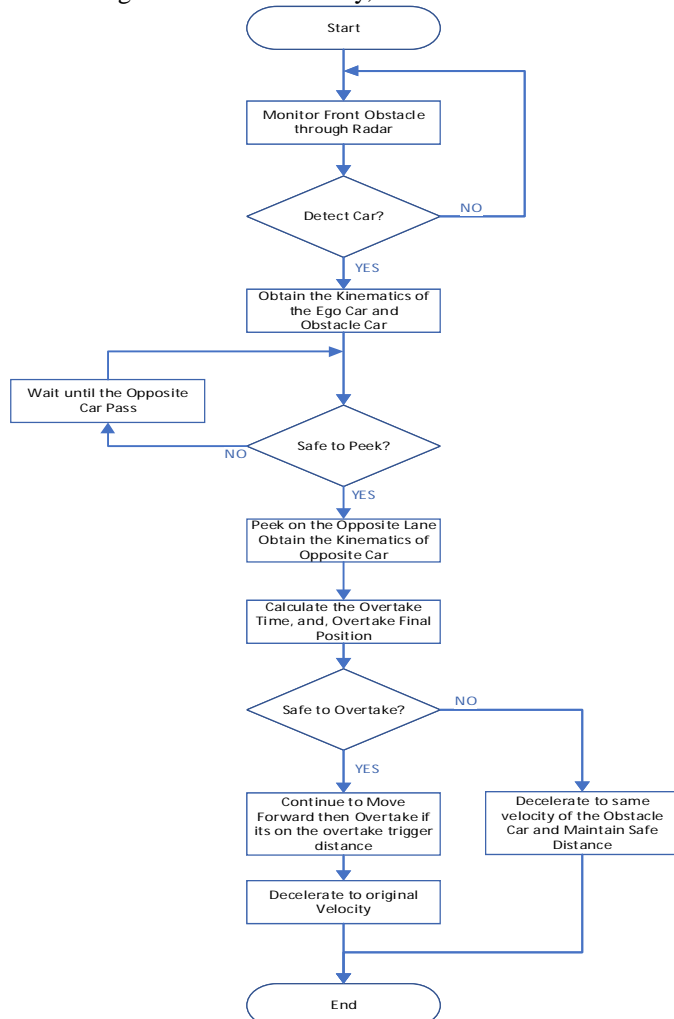 Start
Monitor Front Obstacle
through Radar
Detect Car?
NO
YES
Obtain the Kinematics of
the Ego Car and
Obstacle Car
Wait until the Opposite
Car Pass
Safe to Peek?
NO
YES
Peek on the Opposite Lane
Obtain the Kinematics of
Opposite Car
Calculate the Overtake
Time, and, Overtake Final
Position
Safe to Overtake?
NO
YES
Continue to Move
Forward then Overtake if
its on the overtake trigger
distance
Decelerate to same
velocity of the Obstacle
Car and Maintain Safe
Distance
Decelerate to original
Velocity
End